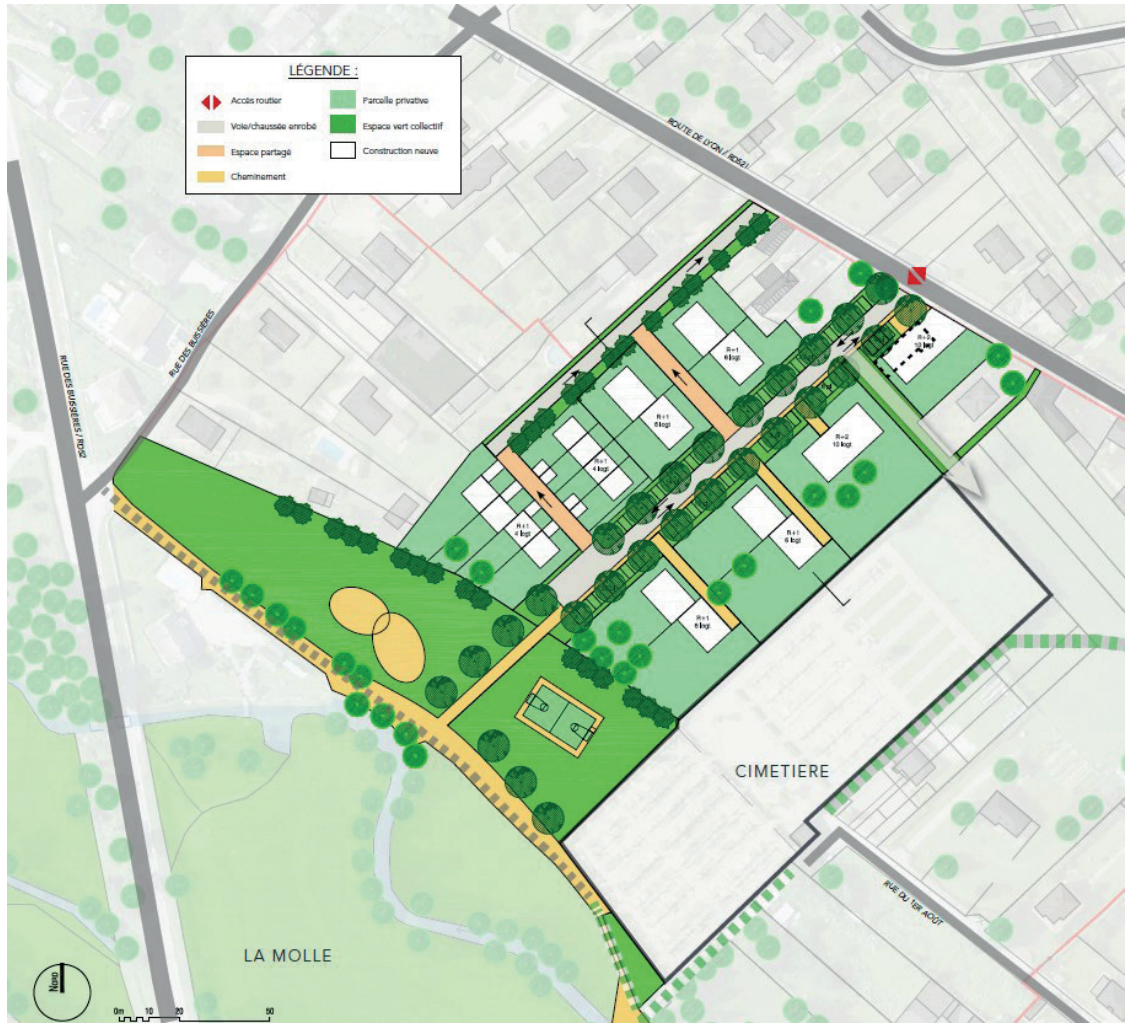 LÉGENDE :
Accès routier
Voie/chaussée enrobé
Espace partagé
Cheminement
Parcelle privative
Espace vert collectif
Construction neuve
ROUTE DE LYON / RD521
RUE DES BUISSIÈRES
RUE DES BUISSIÈRES / RD52
R+1
6 logt
R+1
6 logt
R+1
4 logt
R+1
4 logt
10 logt
R+2
10 logt
R+1
6 logt
R+1
6 logt
CIMETIERE
RUE DU 1ER AOÛT
LA MOLLE
NORD
0m 10 20 50